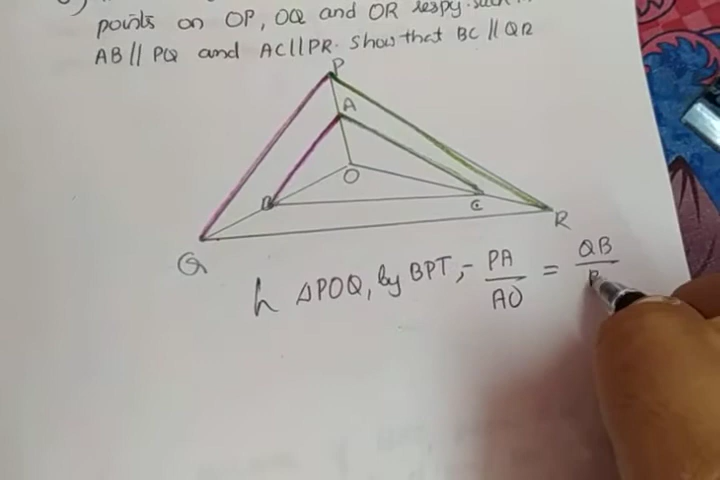 points on OP, OQ and OR respy. such
AB // PQ and AC // PR. Show that BC // QR
P
A
O
B
C
R
Q
In ΔPOQ, by BPT, - PA/AO = QB/